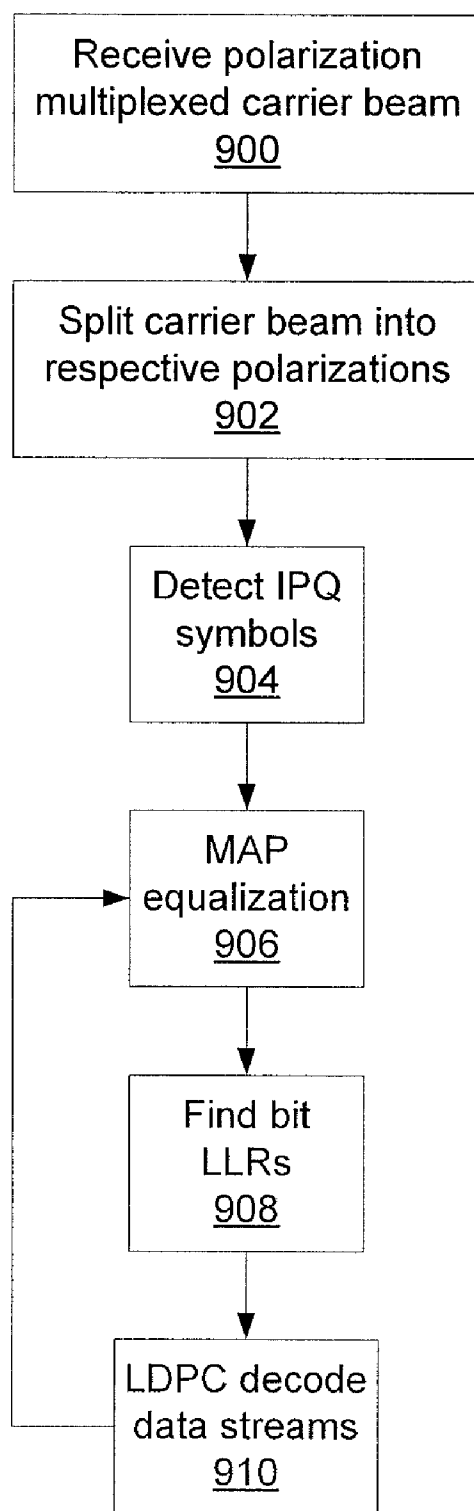 Receive polarization
multiplexed carrier beam
900
Split carrier beam into
respective polarizations
902
Detect IPQ
symbols
904
MAP
equalization
906
Find bit
LLRs
908
LDPC decode
data streams
910